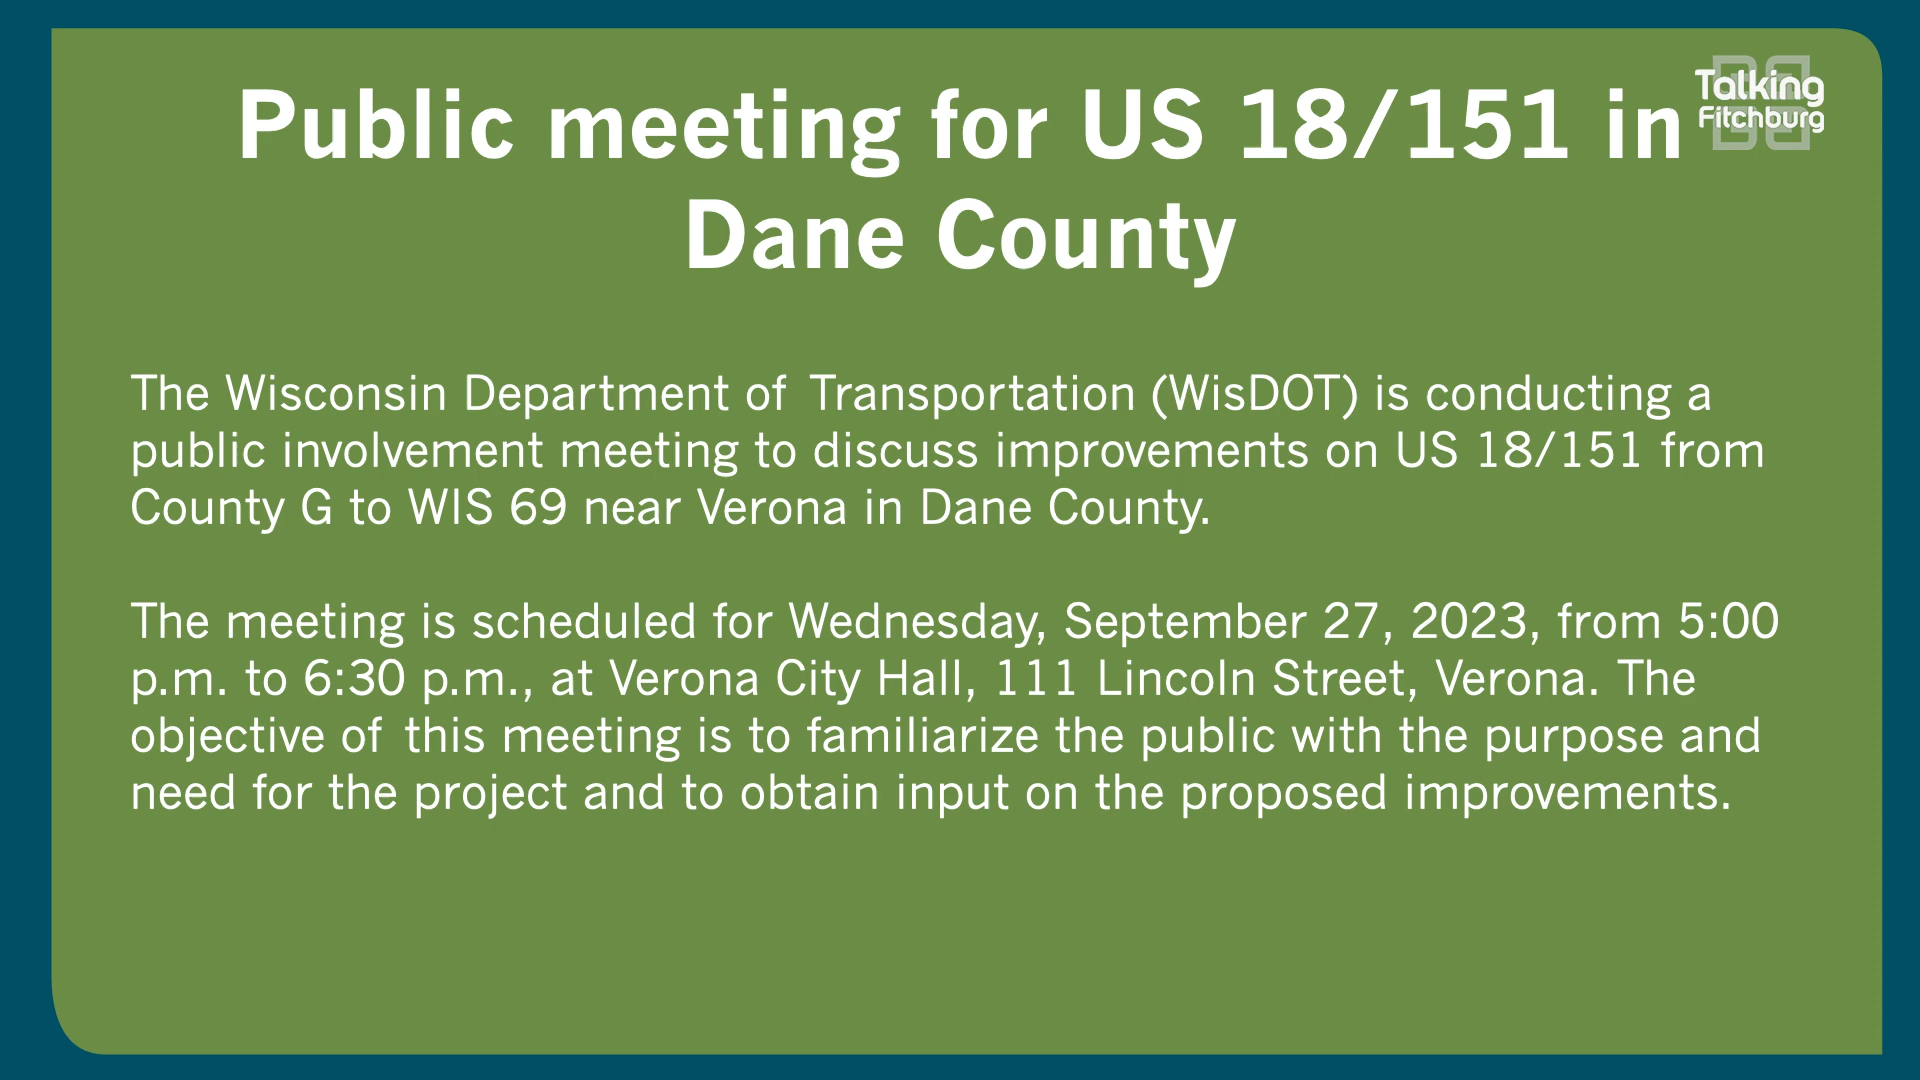 Public meeting for US 18/151 in
Dane County
Talking
Fitchburg
The Wisconsin Department of Transportation (WisDOT) is conducting a
public involvement meeting to discuss improvements on US 18/151 from
County G to WIS 69 near Verona in Dane County.
The meeting is scheduled for Wednesday, September 27, 2023, from 5:00
p.m. to 6:30 p.m., at Verona City Hall, 111 Lincoln Street, Verona. The
objective of this meeting is to familiarize the public with the purpose and
need for the project and to obtain input on the proposed improvements.